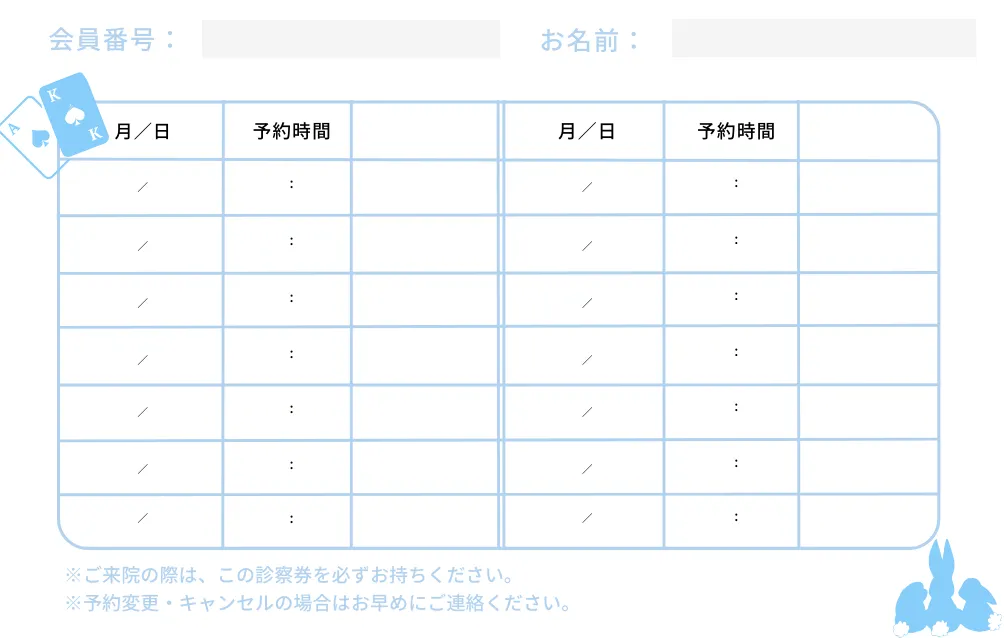 会員番号： お名前：
K
A K
月／日 予約時間 月／日 予約時間
／ ： ／ ：
／ ： ／ ：
／ ： ／ ：
／ ： ／ ：
／ ： ／ ：
／ ： ／ ：
／ ： ／ ：
※ご来院の際は、この診察券を必ずお持ちください。
※予約変更・キャンセルの場合はお早めにご連絡ください。